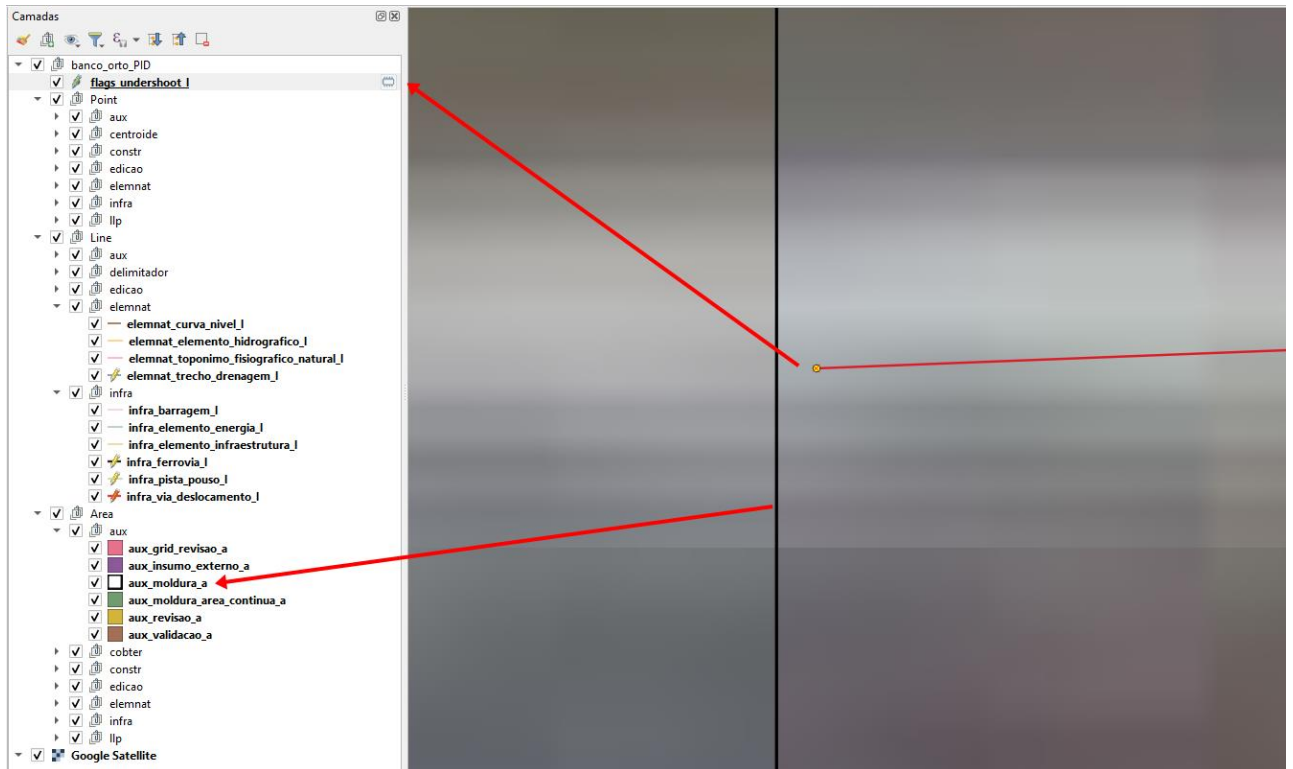 Camadas
banco_orto_PID
flags_undershoot_l
Point
aux
centroide
constr
edicao
elemnat
infra
llp
Line
aux
delimitador
edicao
elemnat
elemnat_curva_nivel_l
elemnat_elemento_hidrografico_l
elemnat_toponimo_fisiografico_natural_l
elemnat_trecho_drenagem_l
infra
infra_barragem_l
infra_elemento_energia_l
infra_elemento_infraestrutura_l
infra_ferrovia_l
infra_pista_pouso_l
infra_via_deslocamento_l
Area
aux
aux_grid_revisao_a
aux_insumo_externo_a
aux_moldura_a
aux_moldura_area_continua_a
aux_revisao_a
aux_validacao_a
cobter
constr
edicao
elemnat
infra
llp
Google Satellite